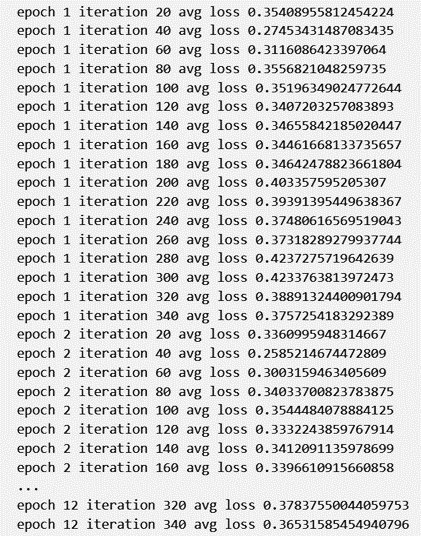 epoch 1 iteration 20 avg loss 0.35408955812454224
epoch 1 iteration 40 avg loss 0.27453431487083435
epoch 1 iteration 60 avg loss 0.3116086423397064
epoch 1 iteration 80 avg loss 0.3556821048259735
epoch 1 iteration 100 avg loss 0.35196349024772644
epoch 1 iteration 120 avg loss 0.3407203257083893
epoch 1 iteration 140 avg loss 0.34655842185020447
epoch 1 iteration 160 avg loss 0.34461668133735657
epoch 1 iteration 180 avg loss 0.34642478823661804
epoch 1 iteration 200 avg loss 0.403357595205307
epoch 1 iteration 220 avg loss 0.39391395449638367
epoch 1 iteration 240 avg loss 0.37480616569519043
epoch 1 iteration 260 avg loss 0.37318289279937744
epoch 1 iteration 280 avg loss 0.4237275719642639
epoch 1 iteration 300 avg loss 0.4233763813972473
epoch 1 iteration 320 avg loss 0.38891324400901794
epoch 1 iteration 340 avg loss 0.3757254183292389
epoch 2 iteration 20 avg loss 0.3360995948314667
epoch 2 iteration 40 avg loss 0.2585214674472809
epoch 2 iteration 60 avg loss 0.3003159463405609
epoch 2 iteration 80 avg loss 0.34033700823783875
epoch 2 iteration 100 avg loss 0.3544484078884125
epoch 2 iteration 120 avg loss 0.3332243859767914
epoch 2 iteration 140 avg loss 0.3412091135978699
epoch 2 iteration 160 avg loss 0.3396610915660858
...
epoch 12 iteration 320 avg loss 0.37837550044059753
epoch 12 iteration 340 avg loss 0.36531585454940796